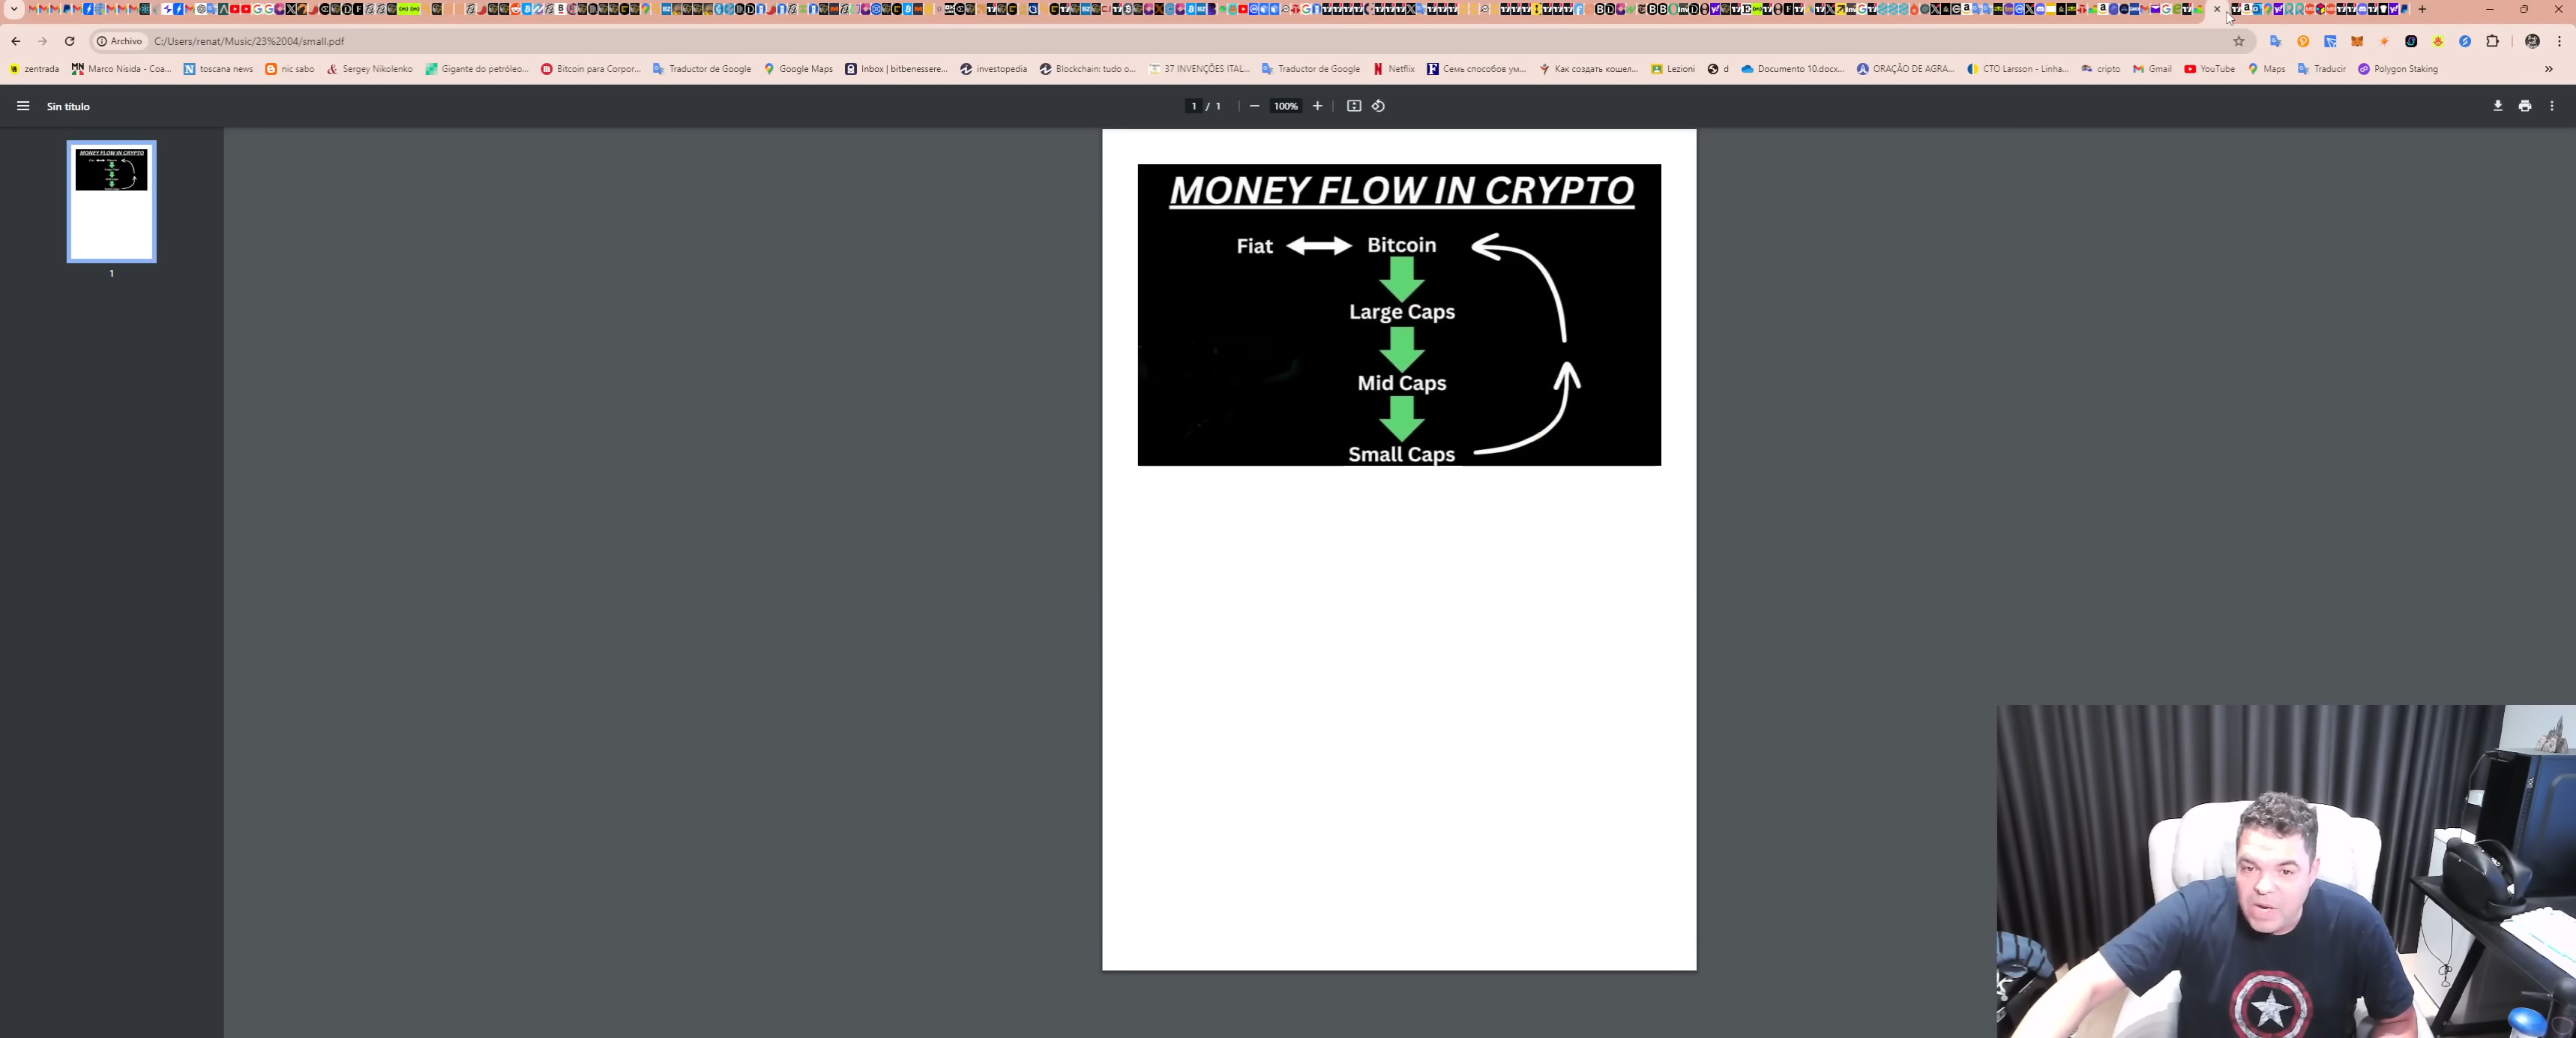 Archivo C:/Users/renat/Music/23%2004/small.pdf
zentrada Marco Nisida - Coa... toscana news nic sabo Sergey Nikolenko Gigante do petróleo... Bitcoin para Corpor... Traductor de Google Google Maps Inbox | bitbenessere... investopedia Blockchain: tudo o... 37 INVENÇÕES ITAL... Traductor de Google Netflix Семь способов ум... Как создать кошел... Lezioni d Documento 10.docx... ORAÇÃO DE AGRA... CTO Larsson - Linha... cripto Gmail YouTube Maps Traducir Polygon Staking
Sin título 1 / 1 100%
MONEY FLOW IN CRYPTO
Fiat Bitcoin
Large Caps
Mid Caps
Small Caps
1